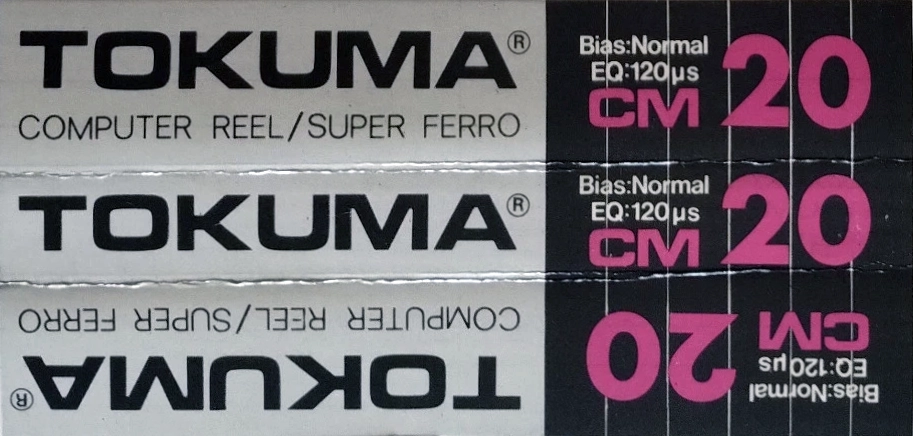 TOKUMA®
COMPUTER REEL/SUPER FERRO
Bias:Normal
EQ:120µs
CM 20
TOKUMA®
Bias:Normal
EQ:120µs
CM 20
TOKUMA®
COMPUTER REEL/SUPER FERRO
Bias:Normal
EQ:120µs
CM 20